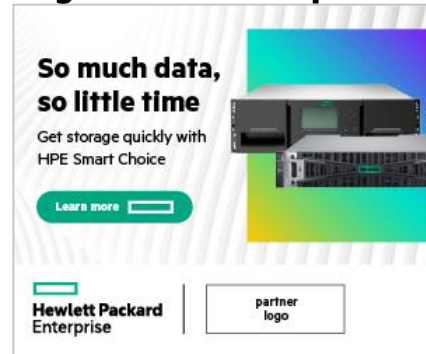 So much data,
so little time
Get storage quickly with
HPE Smart Choice
Learn more
Hewlett Packard
Enterprise
partner
logo